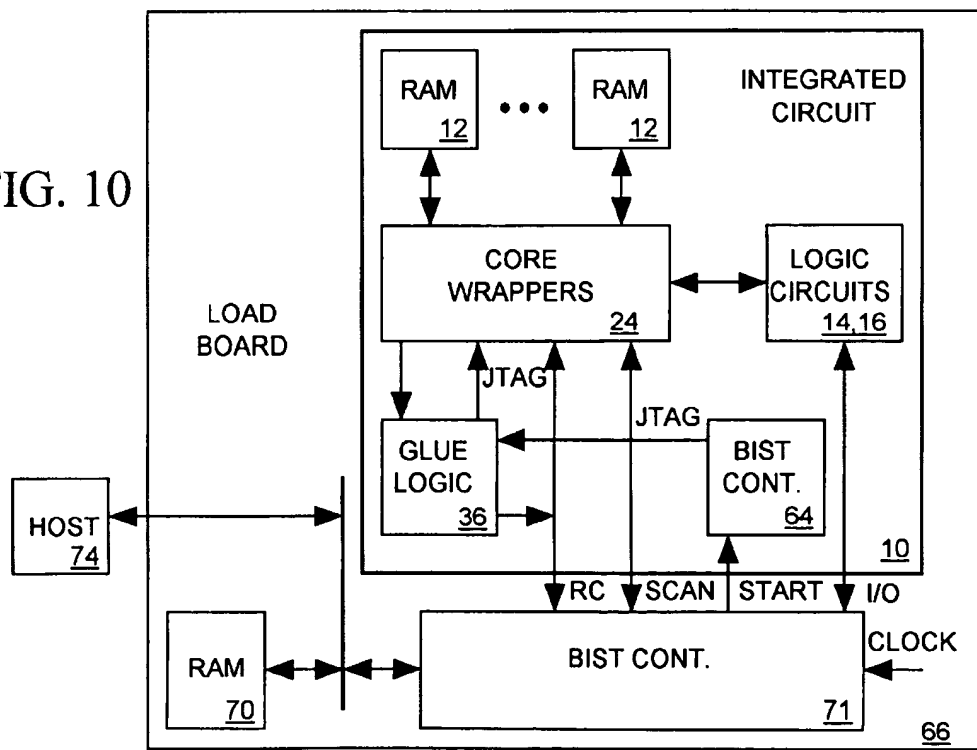 FIG. 10
RAM
12
RAM
12
INTEGRATED
CIRCUIT
CORE
WRAPPERS
24
LOGIC
CIRCUITS
14,16
LOAD
BOARD
JTAG
JTAG
GLUE
LOGIC
36
BIST
CONT.
64
10
HOST
74
RC
SCAN
START
I/O
RAM
70
BIST CONT.
71
CLOCK
66